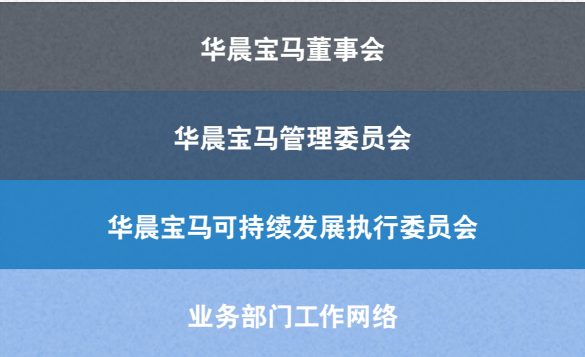 华晨宝马董事会
华晨宝马管理委员会
华晨宝马可持续发展执行委员会
业务部门工作网络